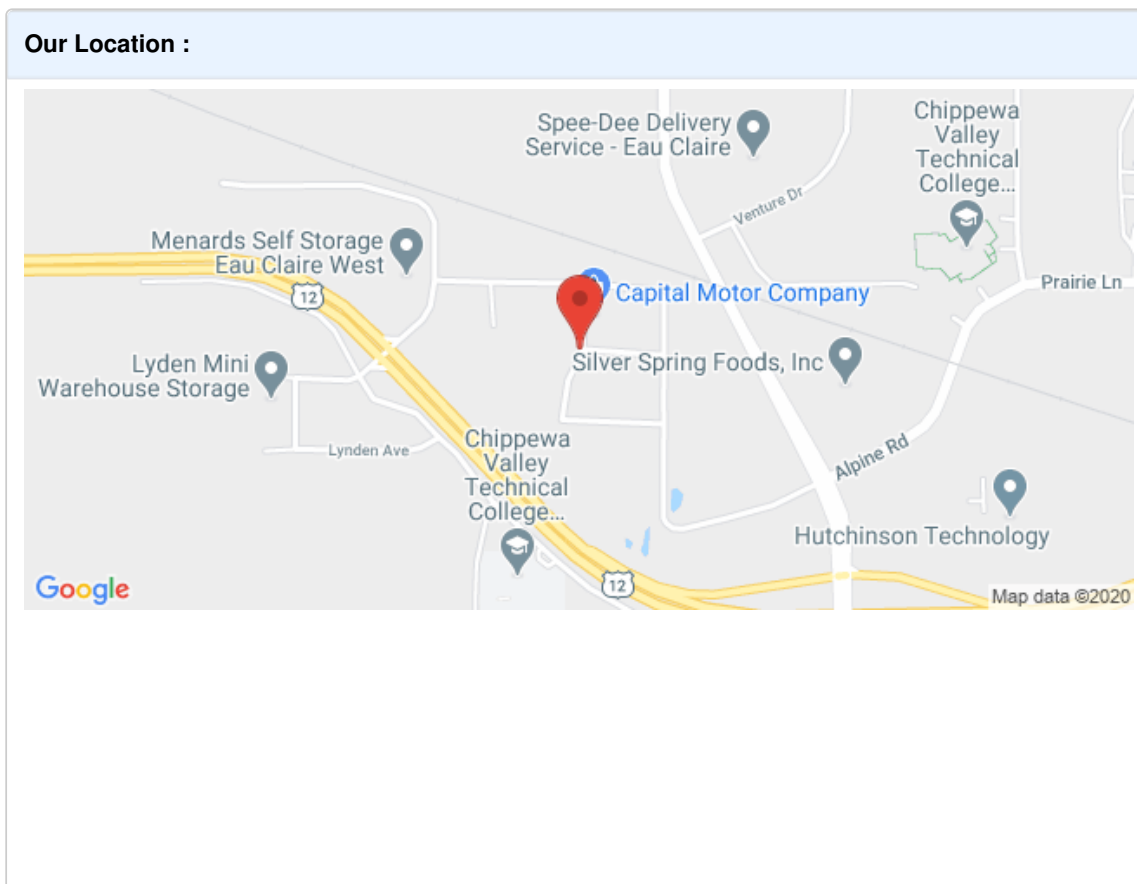 Our Location :
Spee-Dee Delivery
Service - Eau Claire
Chippewa
Valley
Technical
College...
Venture Dr
Menards Self Storage
Eau Claire West
12
Capital Motor Company
Prairie Ln
Lyden Mini
Warehouse Storage
Silver Spring Foods, Inc
Lynden Ave
Chippewa
Valley
Technical
College...
Alpine Rd
Hutchinson Technology
12
Google
Map data ©2020